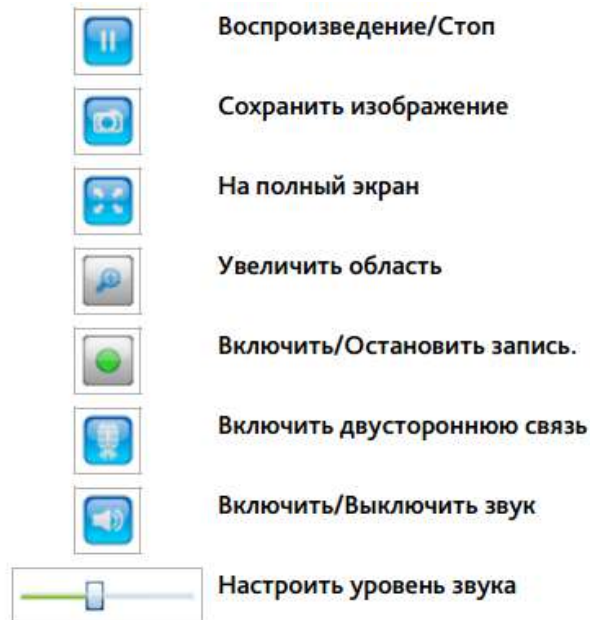 Воспроизведение/Стоп
Сохранить изображение
На полный экран
Увеличить область
Включить/Остановить запись.
Включить двустороннюю связь
Включить/Выключить звук
Настроить уровень звука